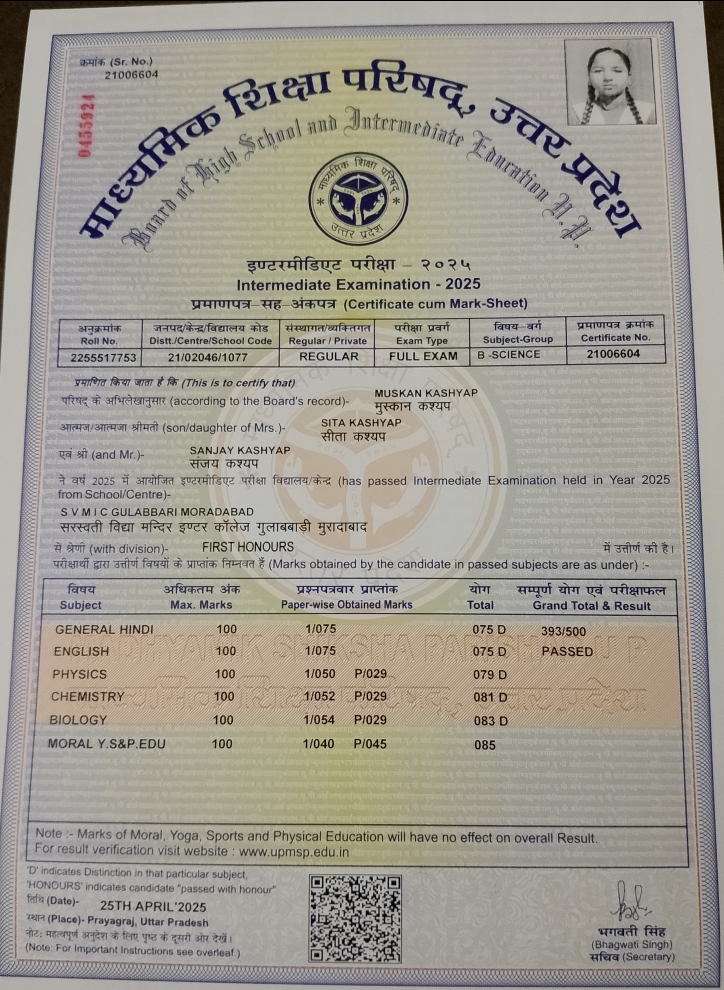 क्रमांक (Sr. No.)
21006604
0455924
माध्यमिक शिक्षा परिषद्, उत्तर प्रदेश
Board of High School and Intermediate Education U.P.
माध्यमिक शिक्षा परिषद्
उत्तर प्रदेश
इण्टरमीडिएट परीक्षा – २०२५
Intermediate Examination - 2025
प्रमाणपत्र सह अंकपत्र (Certificate cum Mark-Sheet)
अनुक्रमांक जनपद/केन्द्र/विद्यालय कोड संस्थागत/व्यक्तिगत परीक्षा प्रवर्ग विषय-वर्ग प्रमाणपत्र क्रमांक
Roll No. Distt./Centre/School Code Regular / Private Exam Type Subject-Group Certificate No.
2255517753 21/02046/1077 REGULAR FULL EXAM B -SCIENCE 21006604
प्रमाणित किया जाता है कि (This is to certify that)
MUSKAN KASHYAP
परिषद् के अभिलेखानुसार (according to the Board's record)- मुस्कान कश्यप
SITA KASHYAP
आत्मज/आत्मजा श्रीमती (son/daughter of Mrs.)- सीता कश्यप
SANJAY KASHYAP
एवं श्री (and Mr.)- संजय कश्यप
ने वर्ष 2025 में आयोजित इण्टरमीडिएट परीक्षा विद्यालय/केन्द्र (has passed Intermediate Examination held in Year 2025
from School/Centre)-
S V M I C GULABBARI MORADABAD
सरस्वती विद्या मन्दिर इण्टर कॉलेज गुलाबबाड़ी मुरादाबाद
से श्रेणी (with division)- FIRST HONOURS में उत्तीर्ण की है।
परीक्षार्थी द्वारा उत्तीर्ण विषयों के प्राप्तांक निम्नवत हैं (Marks obtained by the candidate in passed subjects are as under) :-
विषय अधिकतम अंक प्रश्नपत्रवार प्राप्तांक योग सम्पूर्ण योग एवं परीक्षाफल
Subject Max. Marks Paper-wise Obtained Marks Total Grand Total & Result
GENERAL HINDI 100 1/075 075 D 393/500
ENGLISH 100 1/075 075 D PASSED
PHYSICS 100 1/050 P/029 079 D
CHEMISTRY 100 1/052 P/029 081 D
BIOLOGY 100 1/054 P/029 083 D
MORAL Y.S&P.EDU 100 1/040 P/045 085
Note :- Marks of Moral, Yoga, Sports and Physical Education will have no effect on overall Result.
For result verification visit website : www.upmsp.edu.in
'D' indicates Distinction in that particular subject,
'HONOURS' indicates candidate "passed with honour"
तिथि (Date)- 25TH APRIL'2025
स्थान (Place)- Prayagraj, Uttar Pradesh
नोट: महत्वपूर्ण अनुदेश के लिए पृष्ठ के दूसरी ओर देखें।
(Note: For Important Instructions see overleaf.)
भगवती सिंह
(Bhagwati Singh)
सचिव (Secretary)